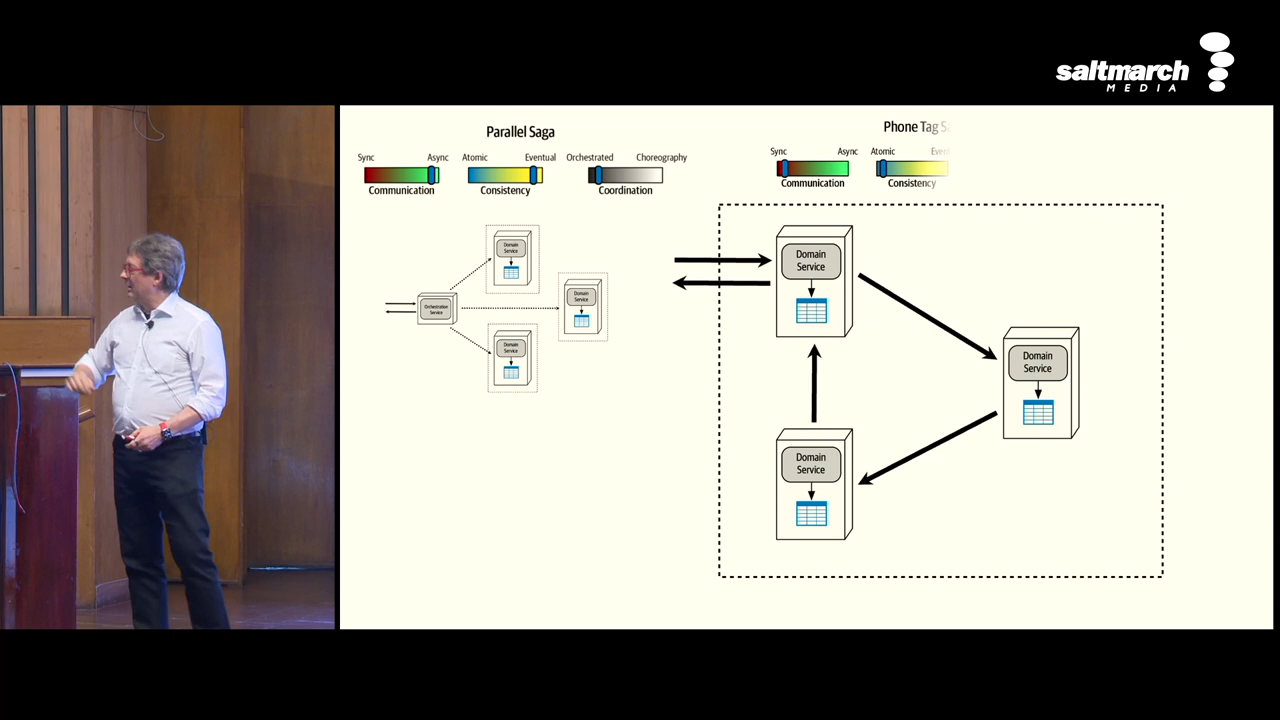 saltmarch
MEDIA
Parallel Saga
Sync Async
Communication
Atomic Eventual
Consistency
Orchestrated Choreography
Coordination
Orchestration
Service
Domain
Service
Domain
Service
Domain
Service
Phone Tag
Sync Async
Communication
Atomic
Consistency
Domain
Service
Domain
Service
Domain
Service